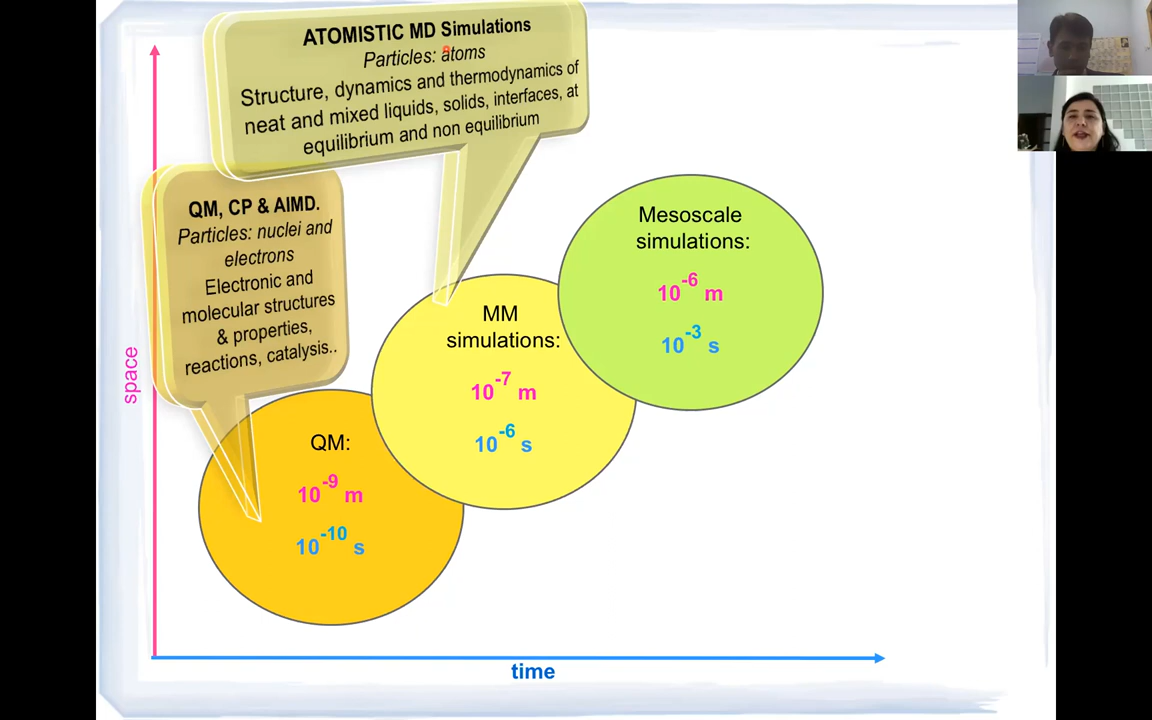 ATOMISTIC MD Simulations
Particles: atoms
Structure, dynamics and thermodynamics of
neat and mixed liquids, solids, interfaces, at
equilibrium and non equilibrium
QM, CP & AIMD.
Particles: nuclei and
electrons
Electronic and
molecular structures
& properties,
reactions, catalysis..
Mesoscale
simulations:
10⁻⁶ m
10⁻³ s
MM
simulations:
10⁻⁷ m
10⁻⁶ s
QM:
10⁻⁹ m
10⁻¹⁰ s
space
time